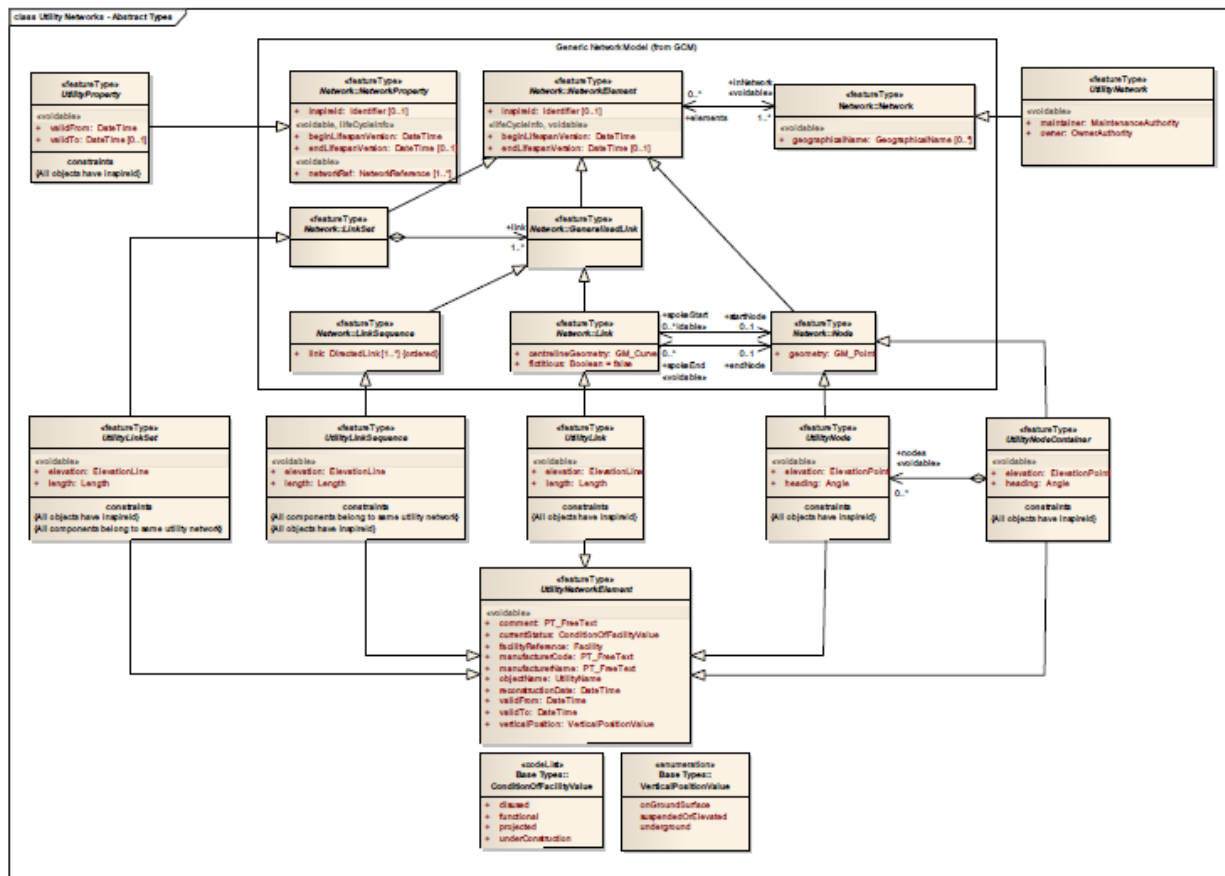 class Utility Networks - Abstract Types
Generic NetworkModel (from GCM)
«featureType»
UtilityProperty
«voidable»
+ validFrom: DateTime
+ validTo: DateTime [0..1]
constraints
{All objects have inspireId}
«featureType»
Network::NetworkProperty
+ inspireId: Identifier [0..1]
«voidable, lifeCycleInfo»
+ beginLifespanVersion: DateTime
+ endLifespanVersion: DateTime [0..1]
«voidable»
+ networkRef: NetworkReference [1..*]
«featureType»
Network::NetworkElement
+ inspireId: Identifier [0..1]
«lifeCycleInfo, voidable»
+ beginLifespanVersion: DateTime
+ endLifespanVersion: DateTime [0..1]
+inNetwork
0..* «voidable»
1..*
+elements
«featureType»
Network::Network
«voidable»
+ geographicalName: GeographicalName [0..*]
«featureType»
UtilityNetwork
«voidable»
+ maintainer: MaintenanceAuthority
+ owner: OwnerAuthority
«featureType»
Network::LinkSet
+link
1..*
«featureType»
Network::GeneralisedLink
«featureType»
Network::LinkSequence
+ link: DirectedLink [1..*] {ordered}
«featureType»
Network::Link
+ centrelineGeometry: GM_Curve
+ fictitious: Boolean = false
+spokeStart +startNode
0..* idable» 0..1
0..* 0..1
+spokeEnd +endNode
«voidable»
«featureType»
Network::Node
+ geometry: GM_Point
«featureType»
UtilityLinkSet
«voidable»
+ elevation: ElevationLine
+ length: Length
constraints
{All objects have inspireId}
{All components belong to same utility network}
«featureType»
UtilityLinkSequence
«voidable»
+ elevation: ElevationLine
+ length: Length
constraints
{All components belong to same utility network}
{All objects have inspireId}
«featureType»
UtilityLink
«voidable»
+ elevation: ElevationLine
+ length: Length
constraints
{All objects have inspireId}
«featureType»
UtilityNode
«voidable»
+ elevation: ElevationPoint
+ heading: Angle
constraints
{All objects have inspireId}
+nodes
«voidable»
0..*
«featureType»
UtilityNodeContainer
«voidable»
+ elevation: ElevationPoint
+ heading: Angle
constraints
{All objects have inspireId}
«featureType»
UtilityNetworkElement
«voidable»
+ comment: PT_FreeText
+ currentStatus: ConditionOfFacilityValue
+ facilityReference: Facility
+ manufacturerCode: PT_FreeText
+ manufacturerName: PT_FreeText
+ objectName: UtilityName
+ reconstructionDate: DateTime
+ validFrom: DateTime
+ validTo: DateTime
+ verticalPosition: VerticalPositionValue
«codeList»
Base Types::
ConditionOfFacilityValue
+ disused
+ functional
+ projected
+ underConstruction
«enumeration»
Base Types::
VerticalPositionValue
onGroundSurface
suspendedOrElevated
underground